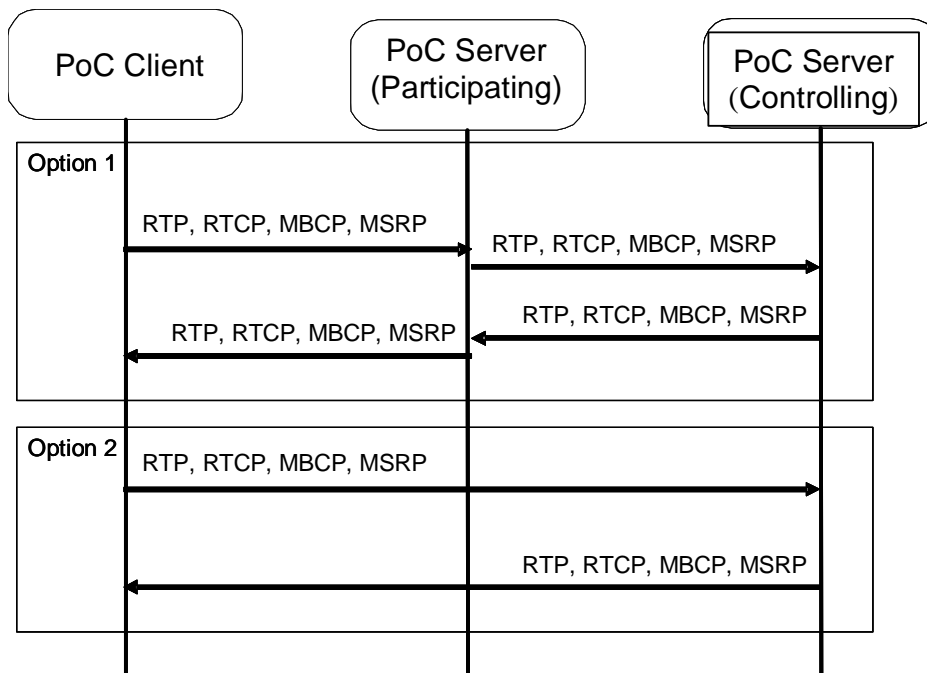 PoC Client
PoC Server
(Participating)
PoC Server
(Controlling)
Option 1
RTP, RTCP, MBCP, MSRP
RTP, RTCP, MBCP, MSRP
RTP, RTCP, MBCP, MSRP
RTP, RTCP, MBCP, MSRP
Option 2
RTP, RTCP, MBCP, MSRP
RTP, RTCP, MBCP, MSRP